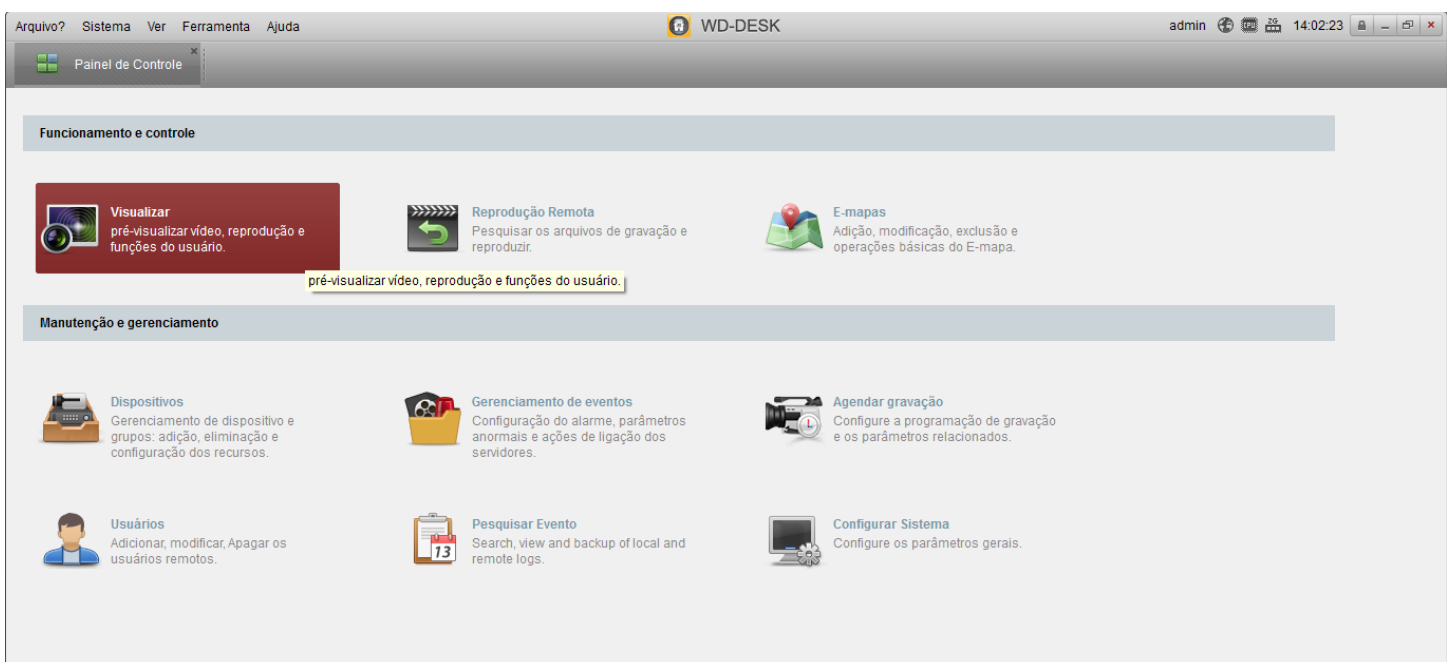 Arquivo? Sistema Ver Ferramenta Ajuda
WD-DESK
admin CPU 2G 14:02:23
Painel de Controle
Funcionamento e controle
Visualizar
pré-visualizar vídeo, reprodução e
funções do usuário.
Reprodução Remota
Pesquisar os arquivos de gravação e
reproduzir.
E-mapas
Adição, modificação, exclusão e
operações básicas do E-mapa.
pré-visualizar vídeo, reprodução e funções do usuário.
Manutenção e gerenciamento
Dispositivos
Gerenciamento de dispositivo e
grupos: adição, eliminação e
configuração dos recursos.
Gerenciamento de eventos
Configuração do alarme, parâmetros
anormais e ações de ligação dos
servidores.
Agendar gravação
Configure a programação de gravação
e os parâmetros relacionados.
Usuários
Adicionar, modificar, Apagar os
usuários remotos.
13
Pesquisar Evento
Search, view and backup of local and
remote logs.
Configurar Sistema
Configure os parâmetros gerais.